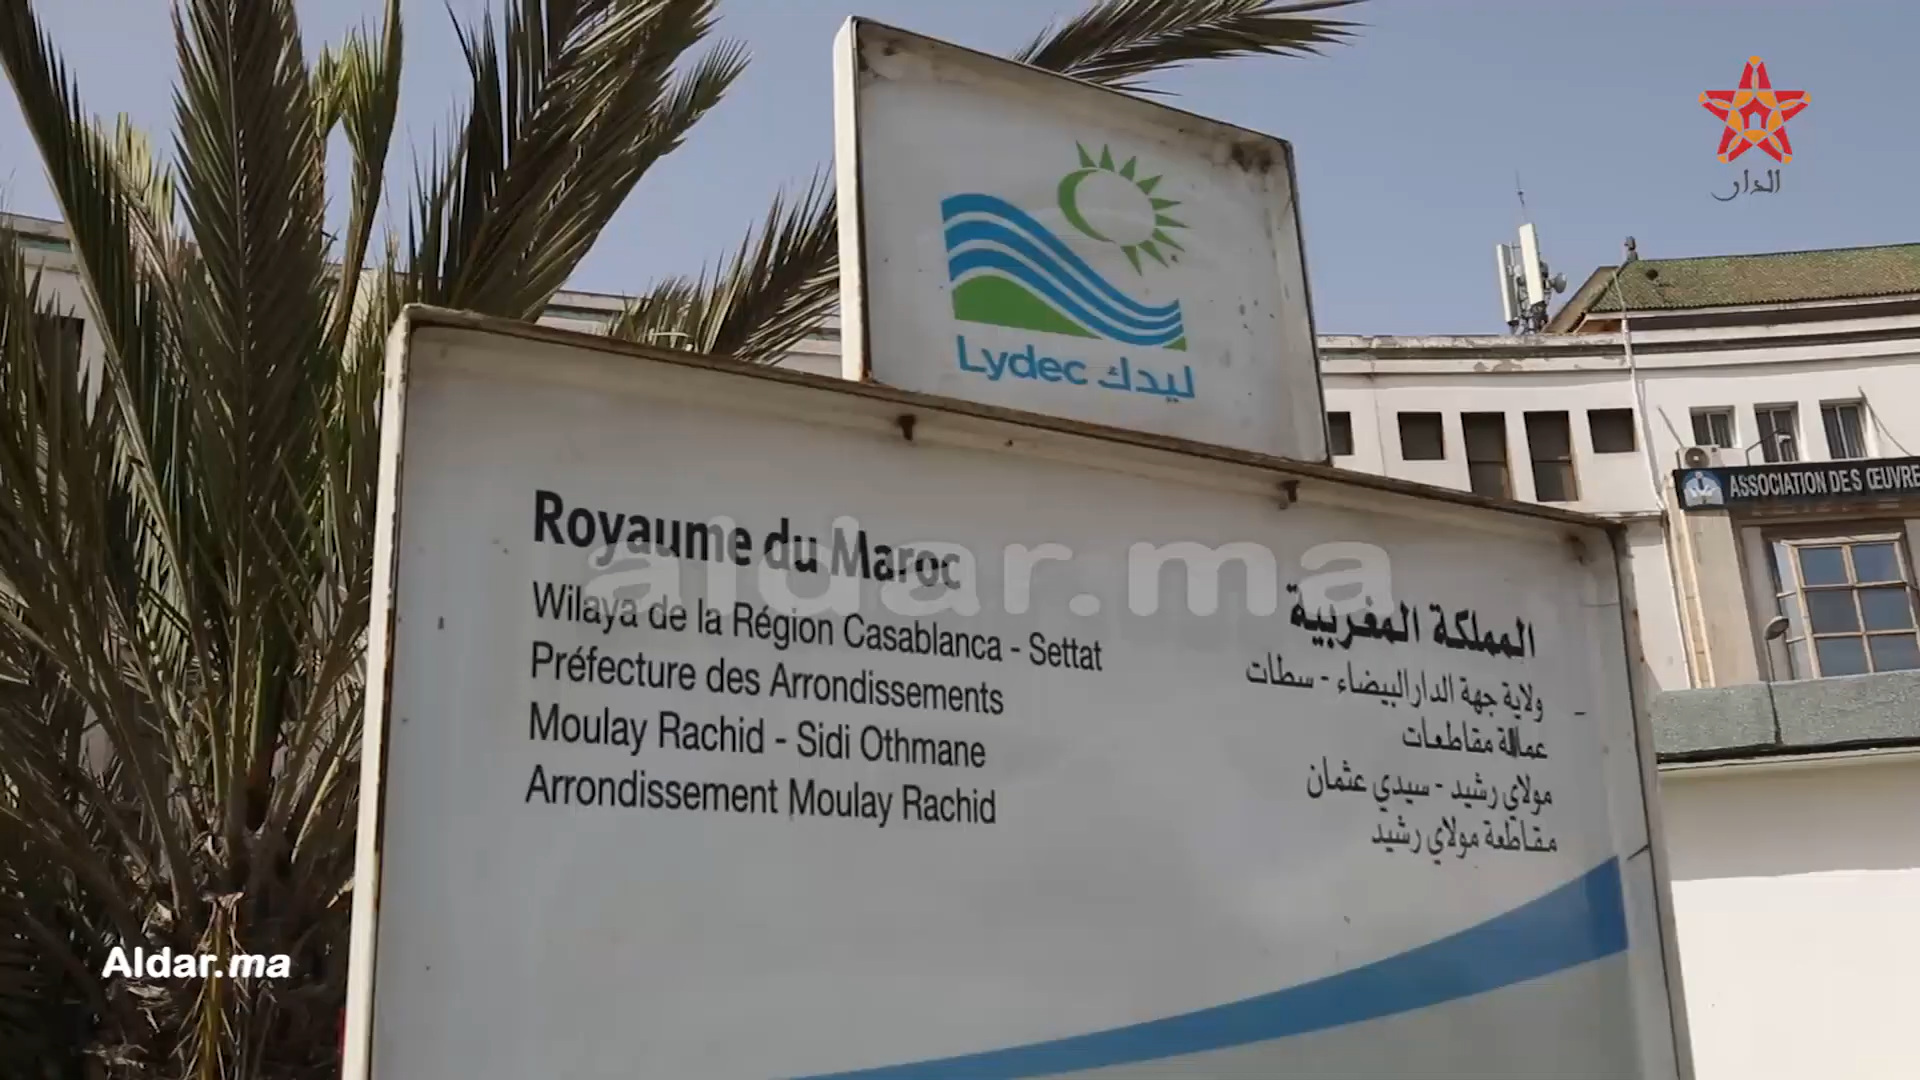 الدار
Lydec ليدك
ASSOCIATION DES ŒUVRE
aldar.ma
Royaume du Maroc
Wilaya de la Région Casablanca - Settat
Préfecture des Arrondissements
Moulay Rachid - Sidi Othmane
Arrondissement Moulay Rachid
المملكة المغربية
ولاية جهة الدارالبيضاء - سطات
عمالة مقاطعات
مولاي رشيد - سيدي عثمان
مقاطعة مولاي رشيد
Aldar.ma